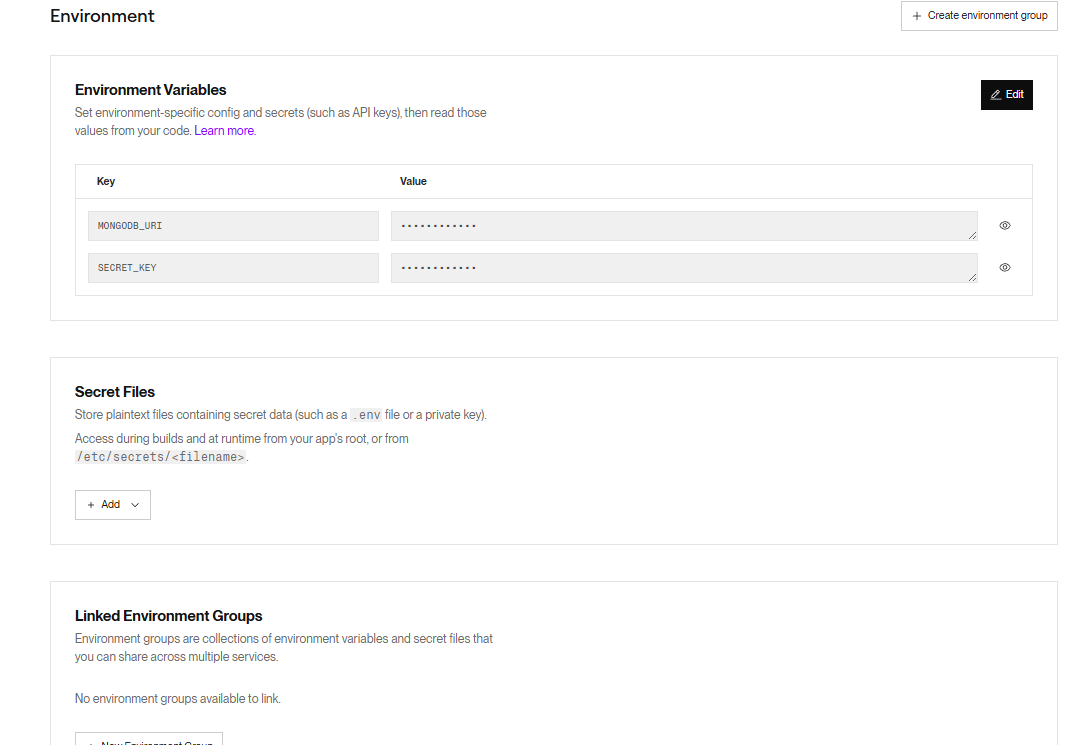 Environment
+ Create environment group
Environment Variables
Edit
Set environment-specific config and secrets (such as API keys), then read those
values from your code. Learn more.
Key Value
MONGODB_URI ••••••••••••
SECRET_KEY ••••••••••••
Secret Files
Store plaintext files containing secret data (such as a .env file or a private key).
Access during builds and at runtime from your app's root, or from
/etc/secrets/<filename>.
+ Add
Linked Environment Groups
Environment groups are collections of environment variables and secret files that
you can share across multiple services.
No environment groups available to link.
+ New Environment Group